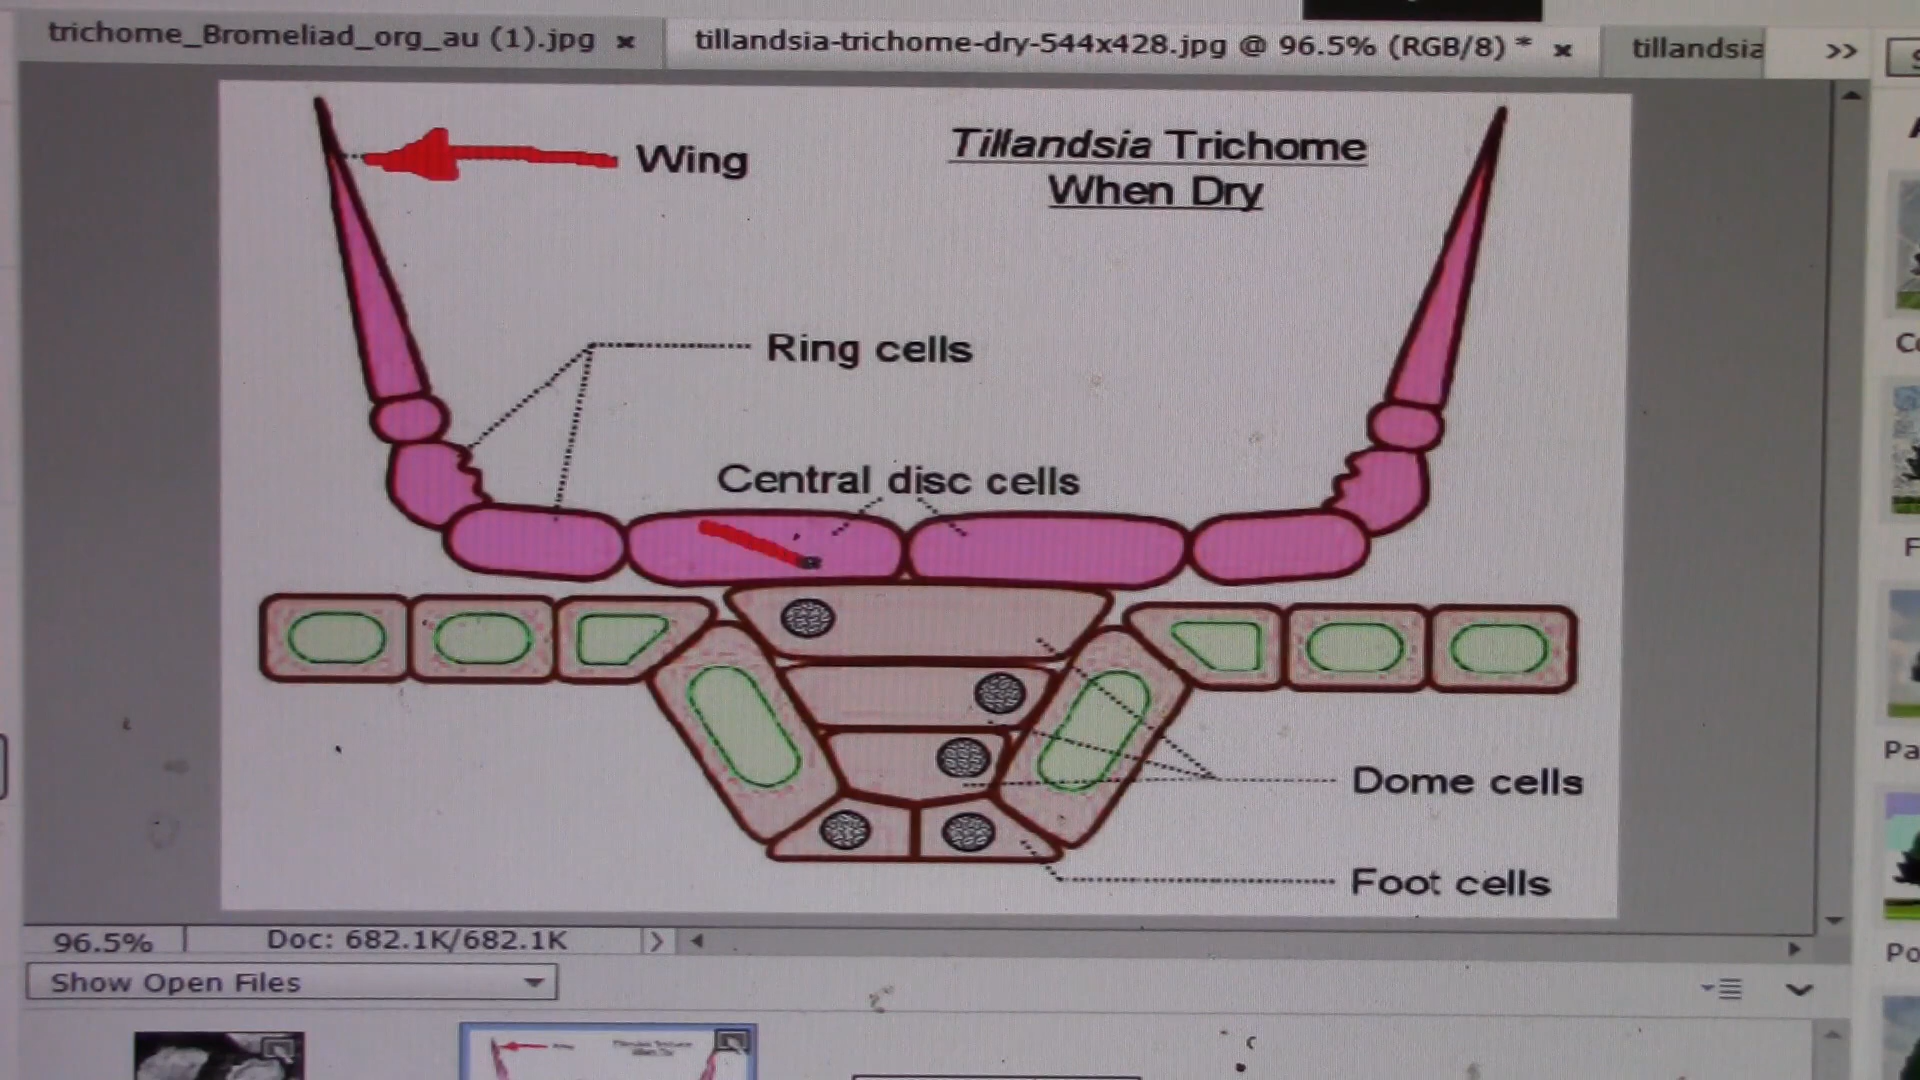 trichome_Bromeliad_org_au (1).jpg x
tillandsia-trichome-dry-544x428.jpg @ 96.5% (RGB/8) * x
tillandsia
>>
Tillandsia Trichome
When Dry
Wing
Ring cells
Central disc cells
Dome cells
Foot cells
96.5%
Doc: 682.1K/682.1K
Show Open Files